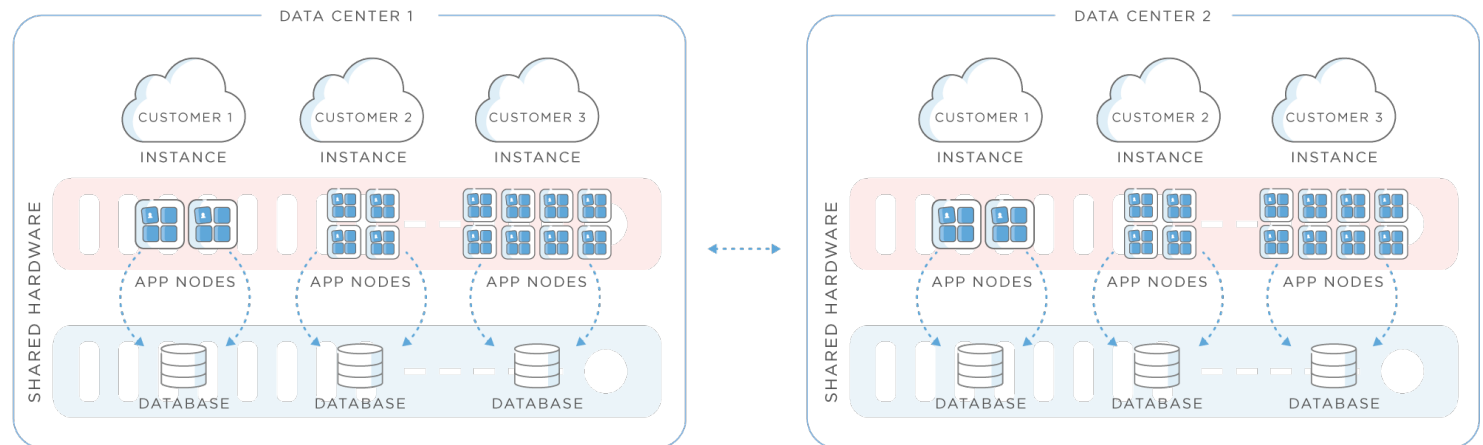 DATA CENTER 1
CUSTOMER 1
CUSTOMER 2
CUSTOMER 3
INSTANCE
INSTANCE
INSTANCE
SHARED HARDWARE
APP NODES
APP NODES
APP NODES
DATABASE
DATABASE
DATABASE
DATA CENTER 2
CUSTOMER 1
CUSTOMER 2
CUSTOMER 3
INSTANCE
INSTANCE
INSTANCE
SHARED HARDWARE
APP NODES
APP NODES
APP NODES
DATABASE
DATABASE
DATABASE